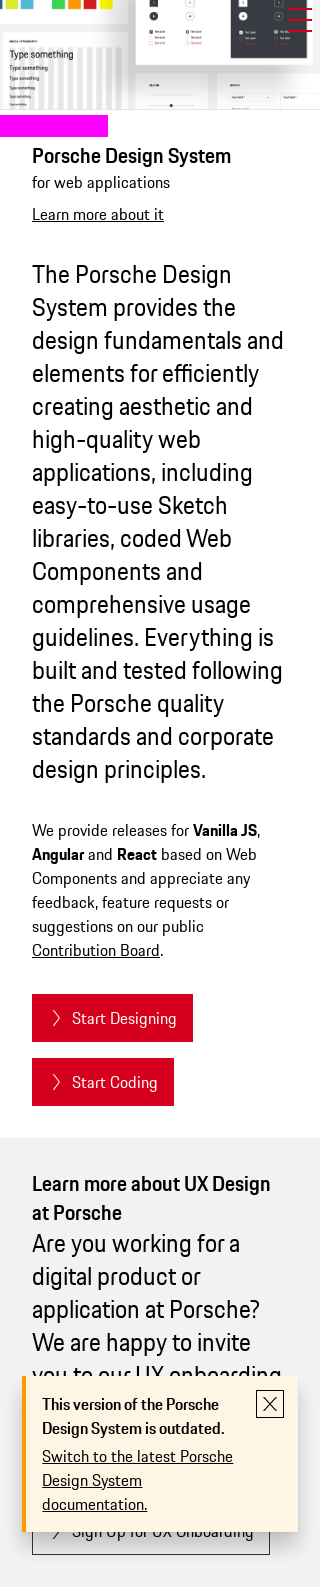 Type something
Type something
Type something
Type something
Type something
Porsche Design System
for web applications
Learn more about it
The Porsche Design
System provides the
design fundamentals and
elements for efficiently
creating aesthetic and
high-quality web
applications, including
easy-to-use Sketch
libraries, coded Web
Components and
comprehensive usage
guidelines. Everything is
built and tested following
the Porsche quality
standards and corporate
design principles.
We provide releases for Vanilla JS,
Angular and React based on Web
Components and appreciate any
feedback, feature requests or
suggestions on our public
Contribution Board.
Start Designing
Start Coding
Learn more about UX Design
at Porsche
Are you working for a
digital product or
application at Porsche?
We are happy to invite
you to our UX onboarding
This version of the Porsche
Design System is outdated.
Switch to the latest Porsche
Design System
documentation.
Sign Up for UX Onboarding